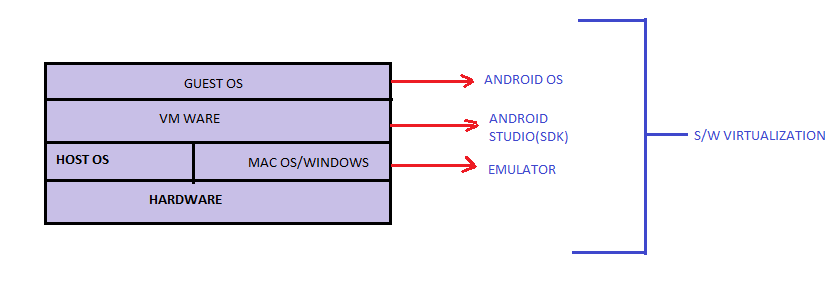 GUEST OS
ANDROID OS
VM WARE
ANDROID
STUDIO(SDK)
S/W VIRTUALIZATION
HOST OS
MAC OS/WINDOWS
EMULATOR
HARDWARE